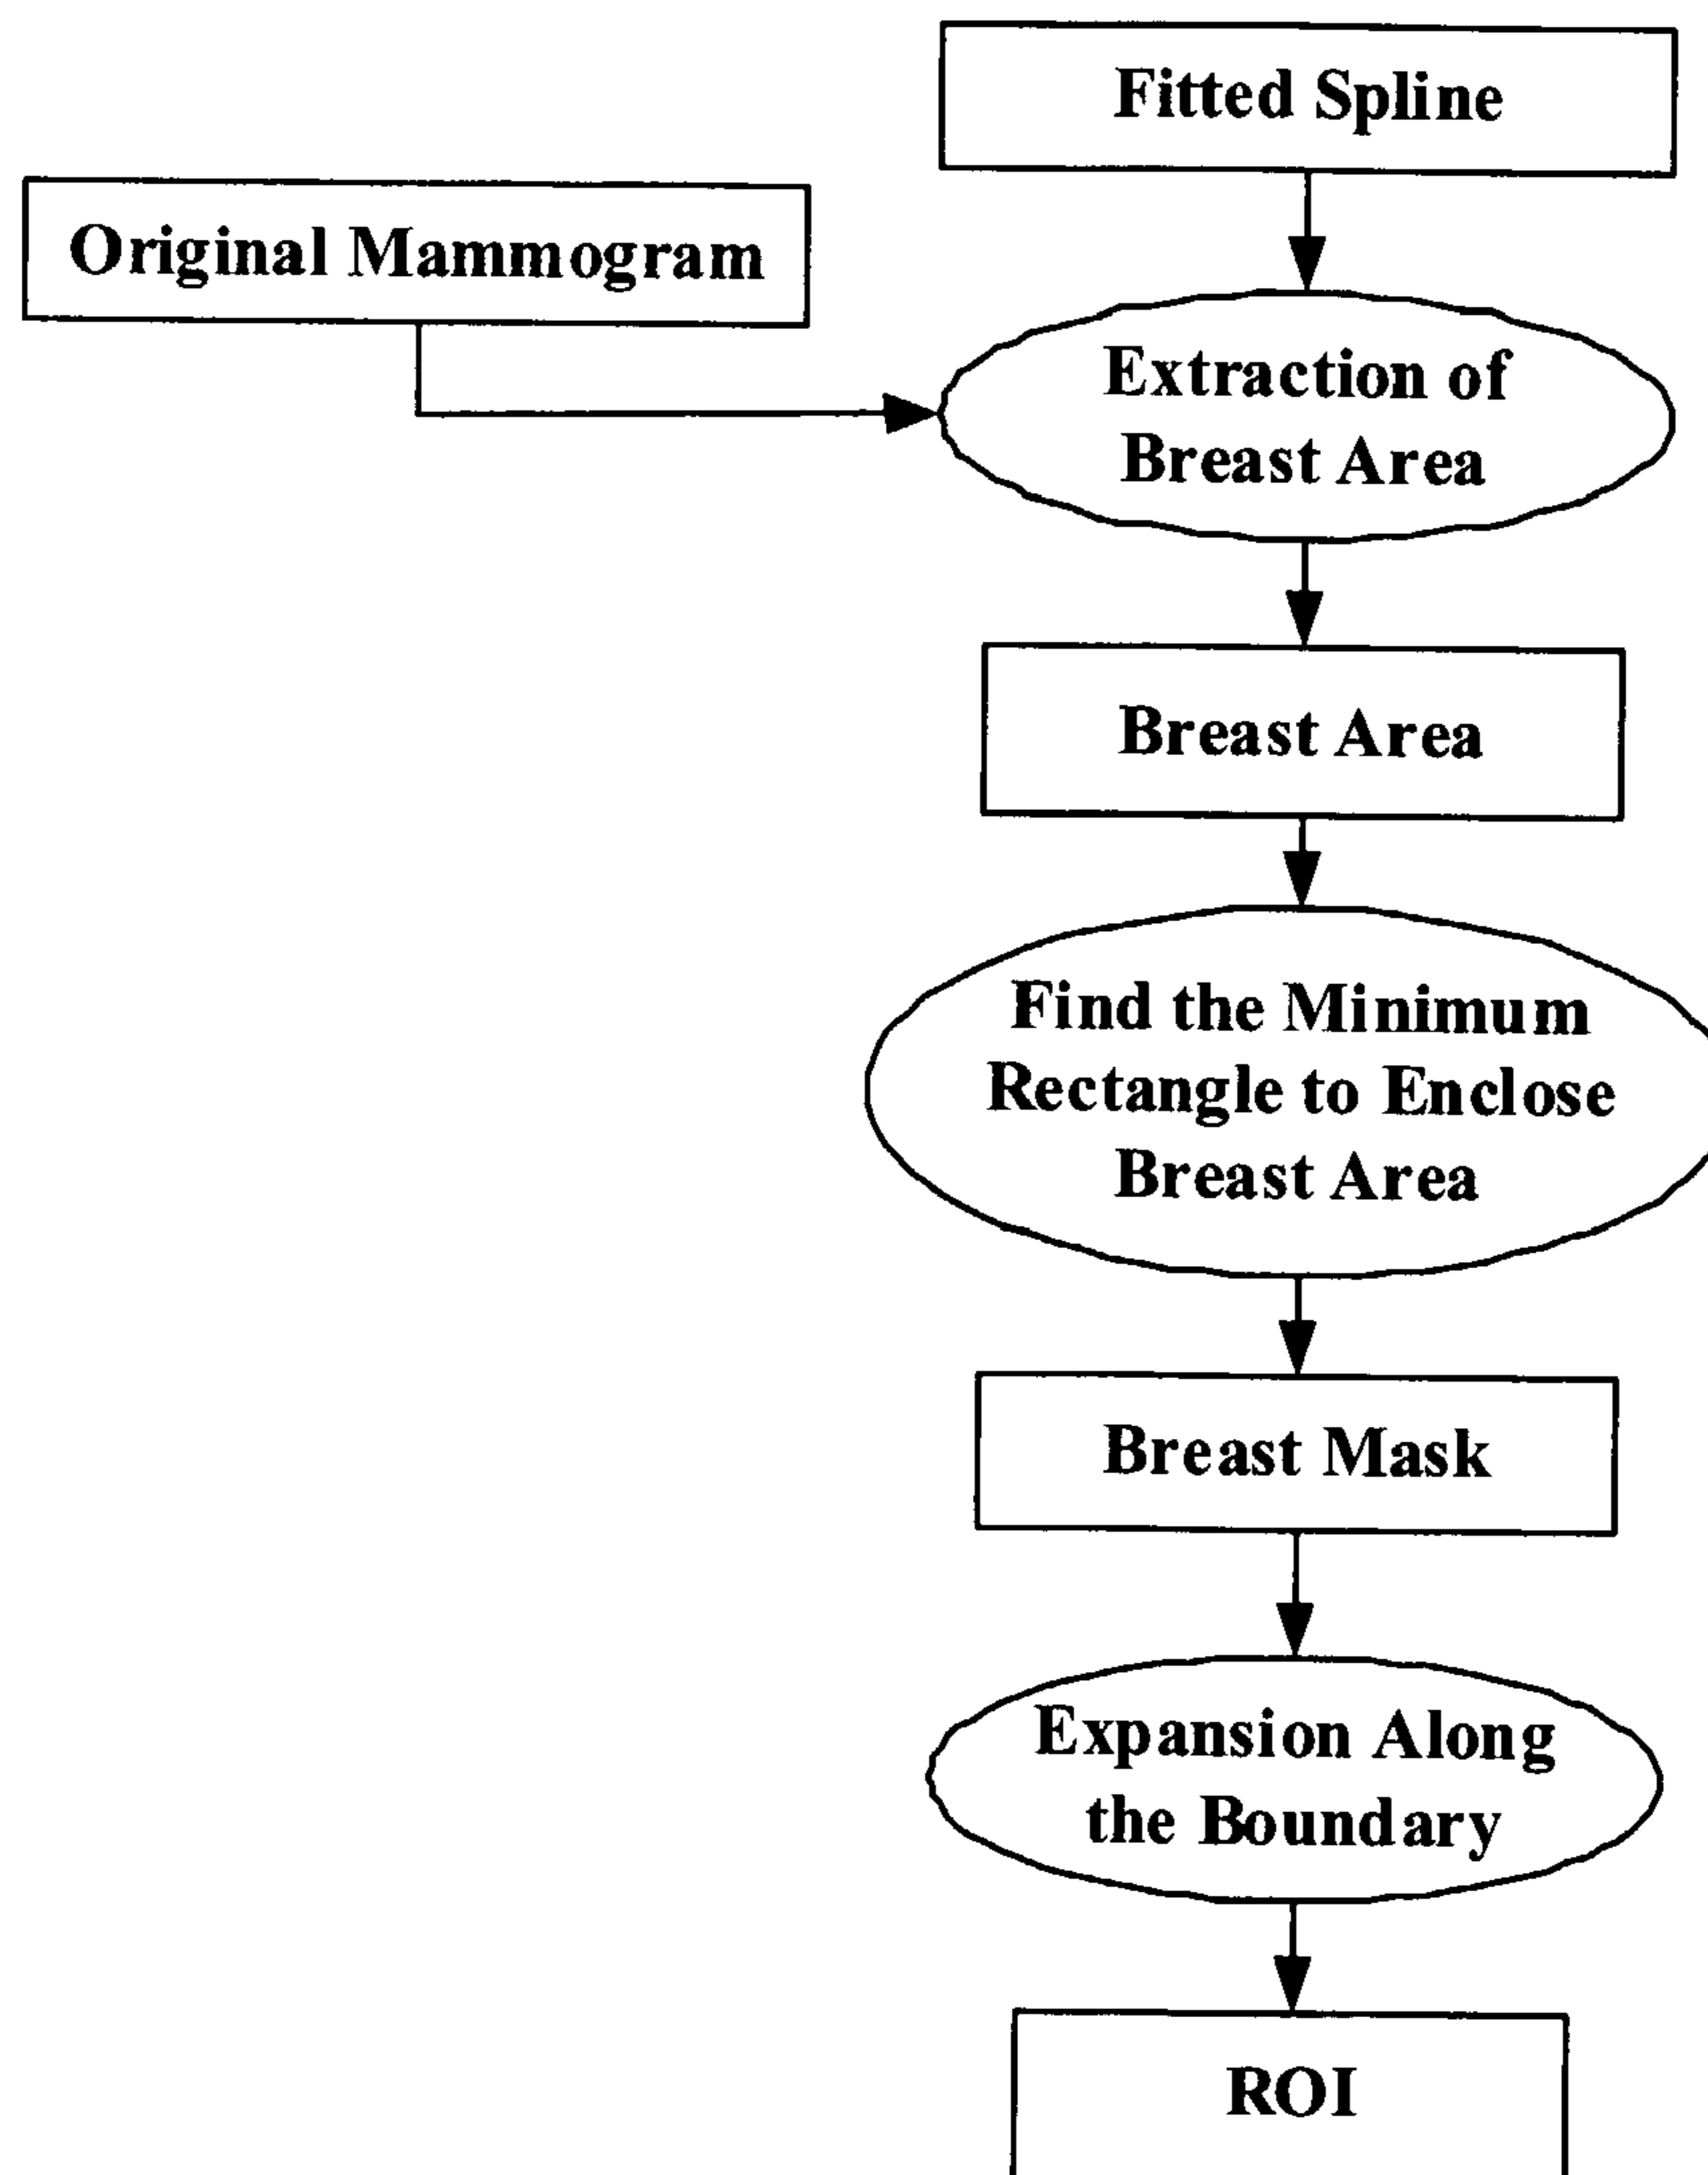 Fitted Spline
Original Mammogram
Extraction of
Breast Area
Breast Area
Find the Minimum
Rectangle to Enclose
Breast Area
Breast Mask
Expansion Along
the Boundary
ROI